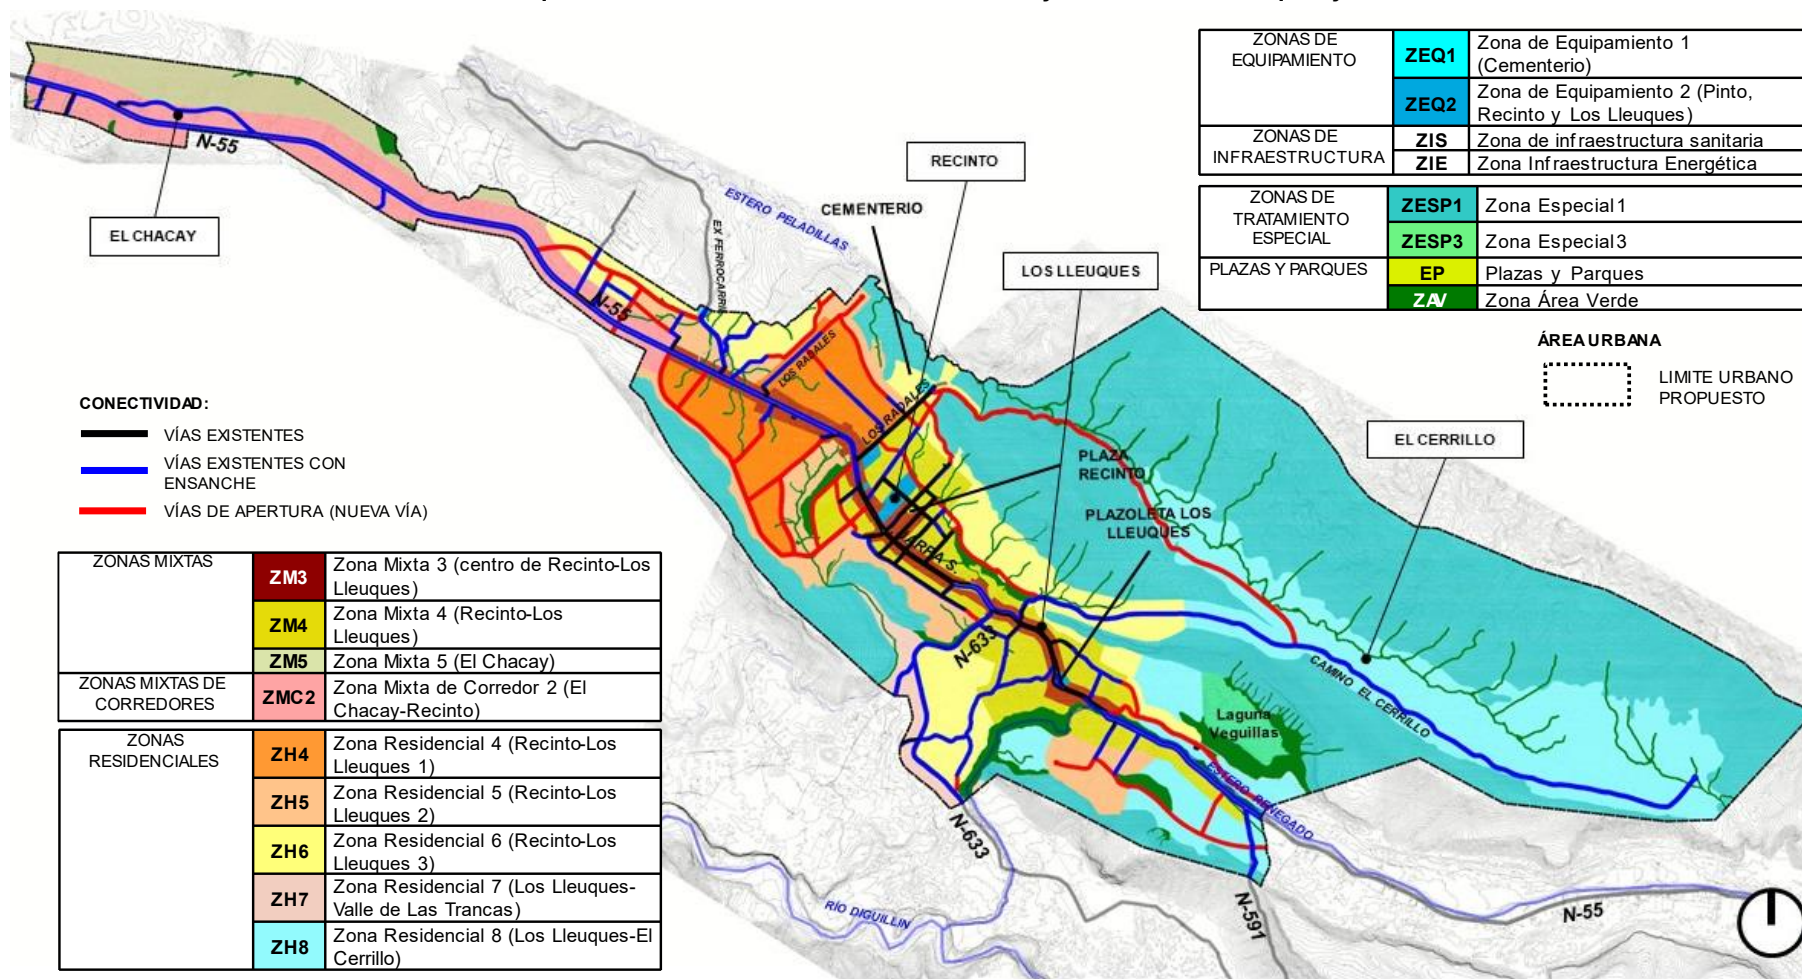 ZONAS DE
EQUIPAMIENTO
ZEQ1
Zona de Equipamiento 1
(Cementerio)
ZEQ2
Zona de Equipamiento 2 (Pinto,
Recinto y Los Lleuques)
ZONAS DE
INFRAESTRUCTURA
ZIS
Zona de infraestructura sanitaria
ZIE
Zona Infraestructura Energética
ZONAS DE
TRATAMIENTO
ESPECIAL
ZESP1
Zona Especial 1
ZESP3
Zona Especial 3
PLAZAS Y PARQUES
EP
Plazas y Parques
ZAV
Zona Área Verde
ÁREA URBANA
LIMITE URBANO
PROPUESTO
RECINTO
CEMENTERIO
ESTERO PELADILLAS
EX FERROCARRIL
N-55
EL CHACAY
LOS LLEUQUES
N-55
LOS RADALES
LOS RADALES
EL CERRILLO
PLAZA
RECINTO
PLAZOLETA LOS
LLEUQUES
N-633
CAMINO EL CERRILLO
Laguna
Veguillas
ESTERO RENEGADO
N-633
RÍO DIGUILLIN
N-591
N-55
CONECTIVIDAD:
VÍAS EXISTENTES
VÍAS EXISTENTES CON
ENSANCHE
VÍAS DE APERTURA (NUEVA VÍA)
ZONAS MIXTAS
ZM3
Zona Mixta 3 (centro de Recinto-Los
Lleuques)
ZM4
Zona Mixta 4 (Recinto-Los
Lleuques)
ZM5
Zona Mixta 5 (El Chacay)
ZONAS MIXTAS DE
CORREDORES
ZMC2
Zona Mixta de Corredor 2 (El
Chacay-Recinto)
ZONAS
RESIDENCIALES
ZH4
Zona Residencial 4 (Recinto-Los
Lleuques 1)
ZH5
Zona Residencial 5 (Recinto-Los
Lleuques 2)
ZH6
Zona Residencial 6 (Recinto-Los
Lleuques 3)
ZH7
Zona Residencial 7 (Los Lleuques-
Valle de Las Trancas)
ZH8
Zona Residencial 8 (Los Lleuques-El
Cerrillo)